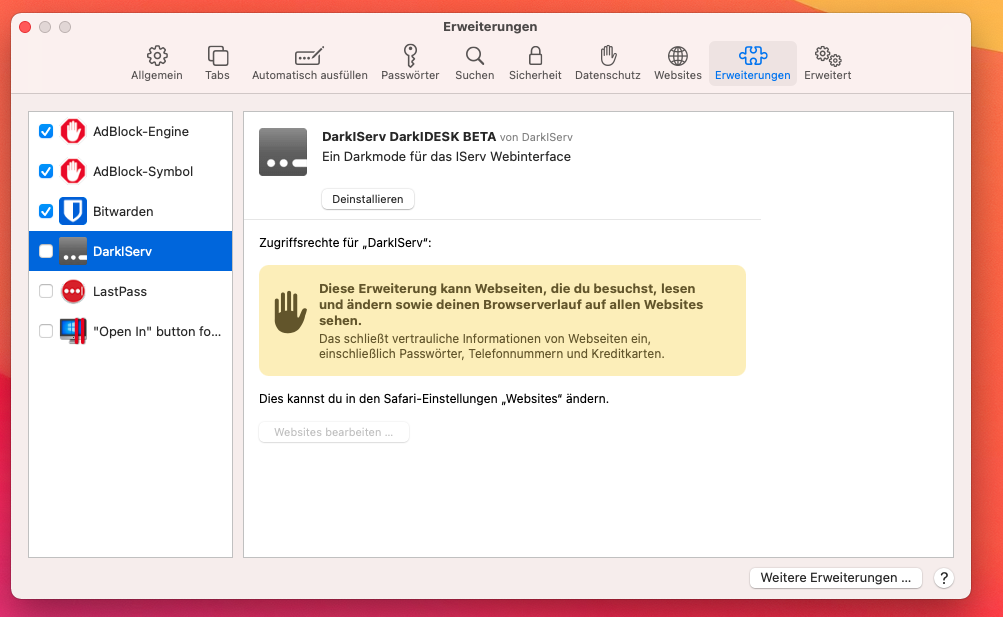 Erweiterungen
Allgemein
Tabs
Automatisch ausfüllen
Passwörter
Suchen
Sicherheit
Datenschutz
Websites
Erweiterungen
Erweitert
AdBlock-Engine
AdBlock-Symbol
Bitwarden
DarkIServ
LastPass
"Open In" button fo...
DarkIServ DarkIDESK BETA von DarkIServ
Ein Darkmode für das IServ Webinterface
Deinstallieren
Zugriffsrechte für „DarkIServ“:
Diese Erweiterung kann Webseiten, die du besuchst, lesen
und ändern sowie deinen Browserverlauf auf allen Websites
sehen.
Das schließt vertrauliche Informationen von Webseiten ein,
einschließlich Passwörter, Telefonnummern und Kreditkarten.
Dies kannst du in den Safari-Einstellungen „Websites“ ändern.
Websites bearbeiten ...
Weitere Erweiterungen ...
?